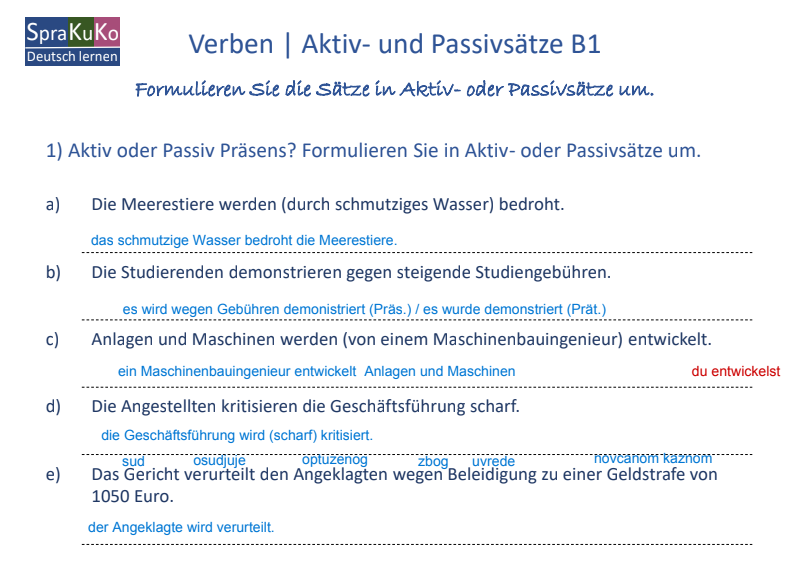 SpraKuKo
Deutsch lernen
Verben | Aktiv- und Passivsätze B1
Formulieren Sie die Sätze in Aktiv- oder Passivsätze um.
1) Aktiv oder Passiv Präsens? Formulieren Sie in Aktiv- oder Passivsätze um.
a) Die Meerestiere werden (durch schmutziges Wasser) bedroht.
das schmutzige Wasser bedroht die Meerestiere.
b) Die Studierenden demonstrieren gegen steigende Studiengebühren.
es wird wegen Gebühren demonistriert (Präs.) / es wurde demonstriert (Prät.)
c) Anlagen und Maschinen werden (von einem Maschinenbauingenieur) entwickelt.
ein Maschinenbauingenieur entwickelt Anlagen und Maschinen du entwickelst
d) Die Angestellten kritisieren die Geschäftsführung scharf.
die Geschäftsführung wird (scharf) kritisiert.
sud osudjuje optuzenog zbog uvrede novcanom kaznom
e) Das Gericht verurteilt den Angeklagten wegen Beleidigung zu einer Geldstrafe von
1050 Euro.
der Angeklagte wird verurteilt.